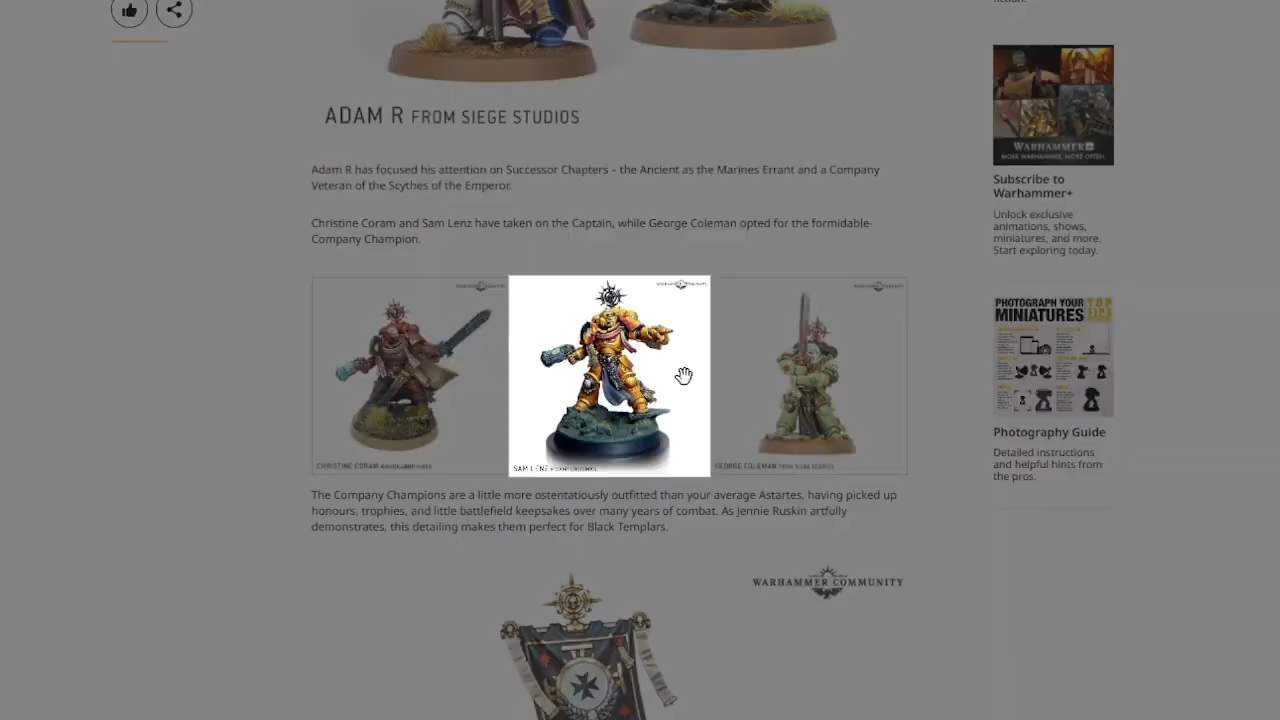 ADAM R FROM SIEGE STUDIOS
Adam R has focused his attention on Successor Chapters – the Ancient as the Marines Errant and a Company
Veteran of the Scythes of the Emperor.
Christine Coram and Sam Lenz have taken on the Captain, while George Coleman opted for the formidable-
Company Champion.
CHRISTINE CORAM
SAM LENZ
GEORGE COLEMAN FROM SIEGE STUDIOS
The Company Champions are a little more ostentatiously outfitted than your average Astartes, having picked up
honours, trophies, and little battlefield keepsakes over many years of combat. As Jennie Ruskin artfully
demonstrates, this detailing makes them perfect for Black Templars.
WARHAMMER COMMUNITY
WARHAMMER+
MORE WARHAMMER. MORE OFTEN.
Subscribe to
Warhammer+
Unlock exclusive
animations, shows,
miniatures, and more.
Start exploring today.
PHOTOGRAPH YOUR
MINIATURES
TOP
Photography Guide
Detailed instructions
and helpful hints from
the pros.